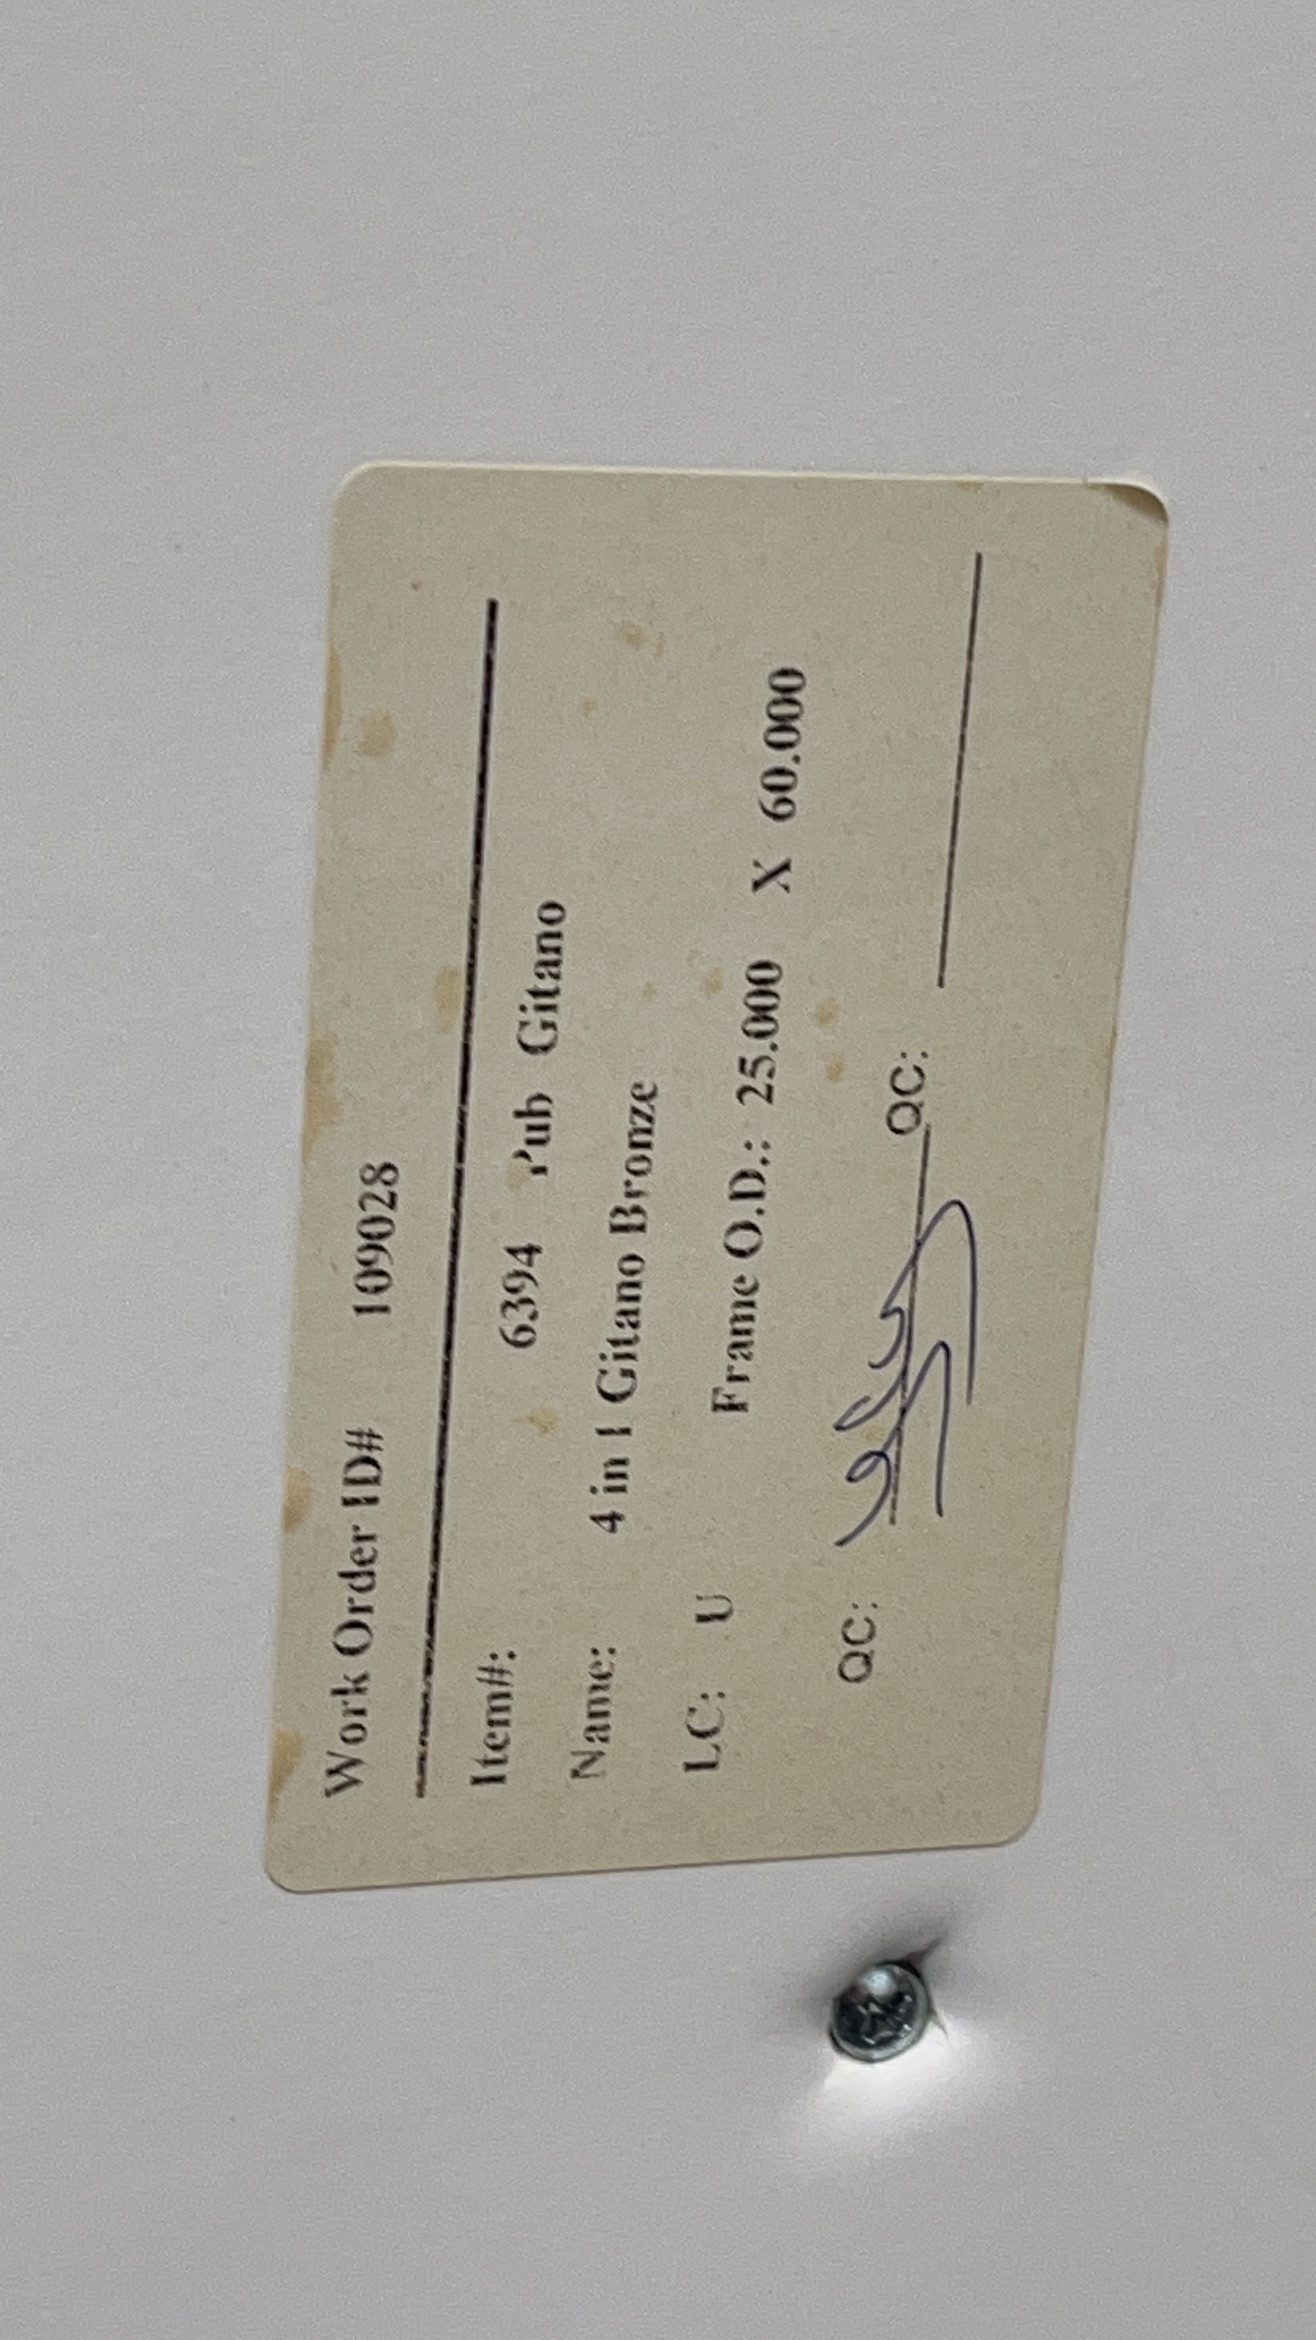 Work Order ID# 109028
Item#: 6394 Pub Gitano
Name: 4 in 1 Gitano Bronze
LC: U Frame O.D.: 25.000 X 60.000
QC: QC: